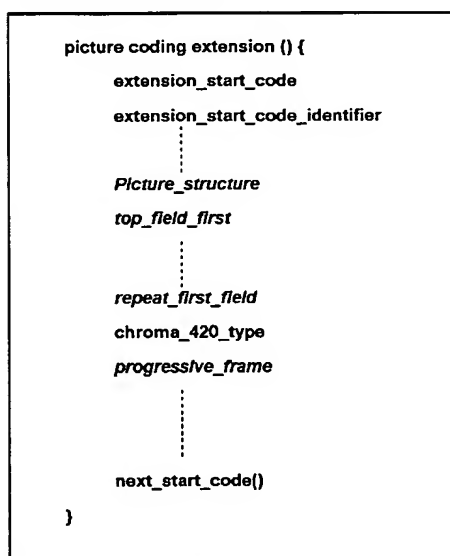 picture coding extension () {
extension_start_code
extension_start_code_identifier
Picture_structure
top_field_first
repeat_first_field
chroma_420_type
progressive_frame
next_start_code()
}